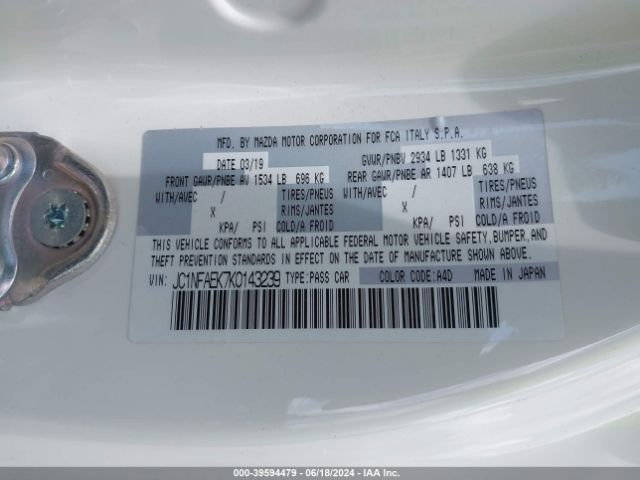 MFD. BY MAZDA MOTOR CORPORATION FOR FCA ITALY S.P.A.
DATE 03/19 GVWR/PNBV 2934 LB 1331 KG
FRONT GAWR/PNBE AV 1534 LB 696 KG REAR GAWR/PNBE AR 1407 LB 638 KG
WITH/AVEC / TIRES/PNEUS WITH/AVEC / TIRES/PNEUS
X RIMS/JANTES X RIMS/JANTES
KPA/ PSI COLD/A FROID KPA/ PSI COLD/A FROID
THIS VEHICLE CONFORMS TO ALL APPLICABLE FEDERAL MOTOR VEHICLE SAFETY, BUMPER, AND
THEFT PREVENTION STANDARDS IN EFFECT ON THE DATE OF MANUFACTURE SHOWN ABOVE.
VIN: JC1NFAEK7K0143239 TYPE:PASS CAR COLOR CODE:A4D MADE IN JAPAN
IAA-39594479 - 06/18/2024 - IAAI.com